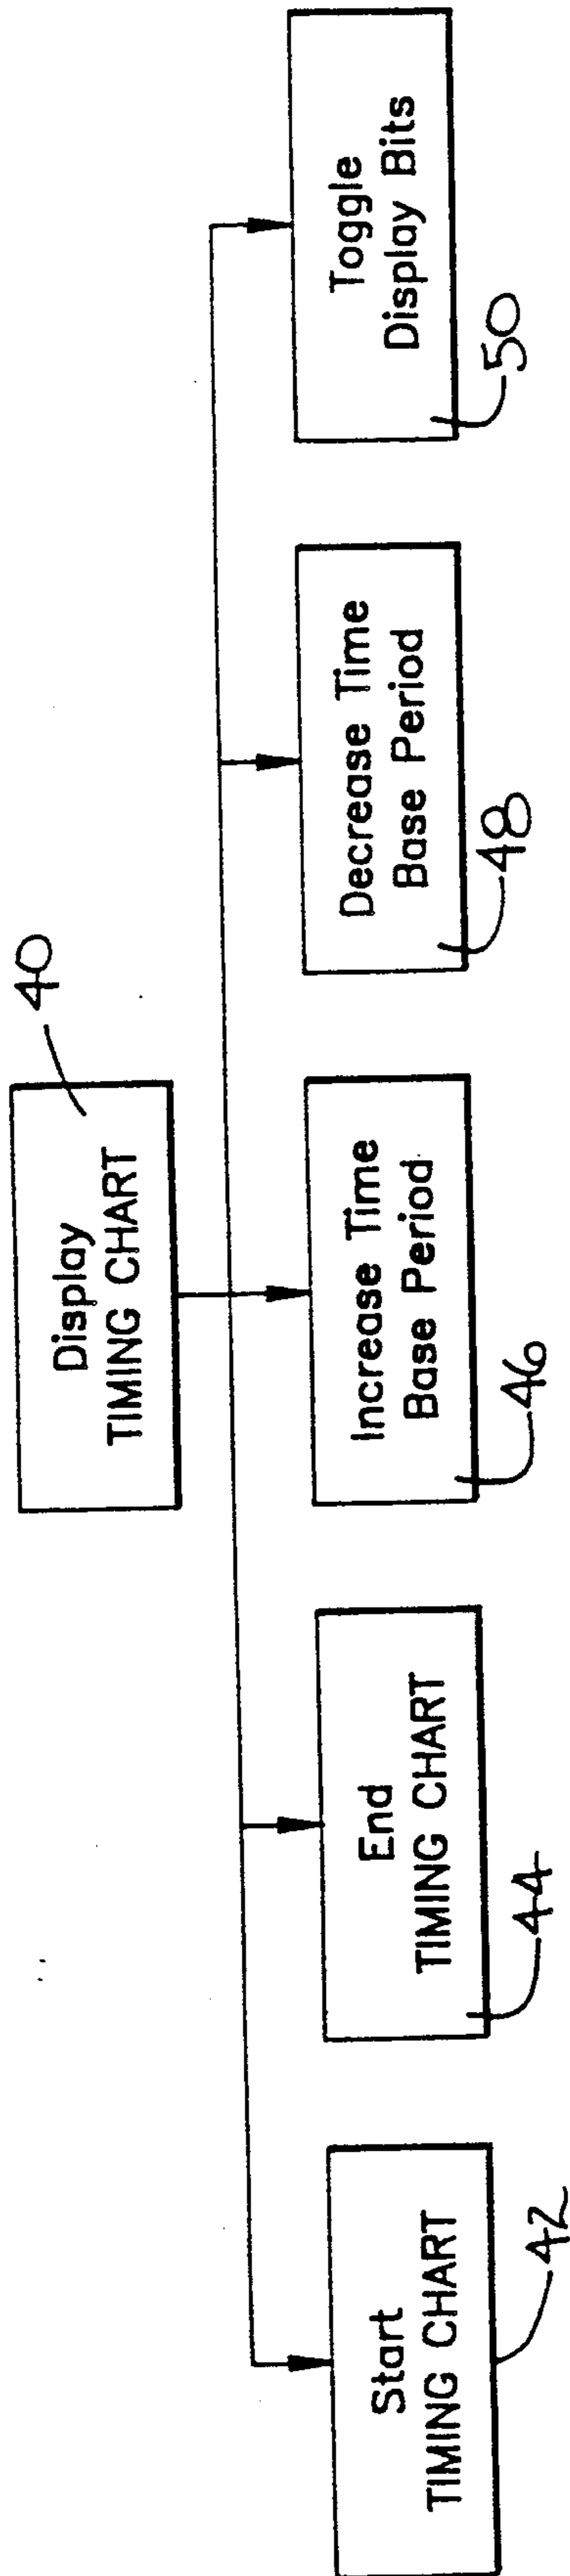 Display
TIMING CHART
40
Start
TIMING CHART
42
End
TIMING CHART
44
Increase Time
Base Period
46
Decrease Time
Base Period
48
Toggle
Display Bits
50